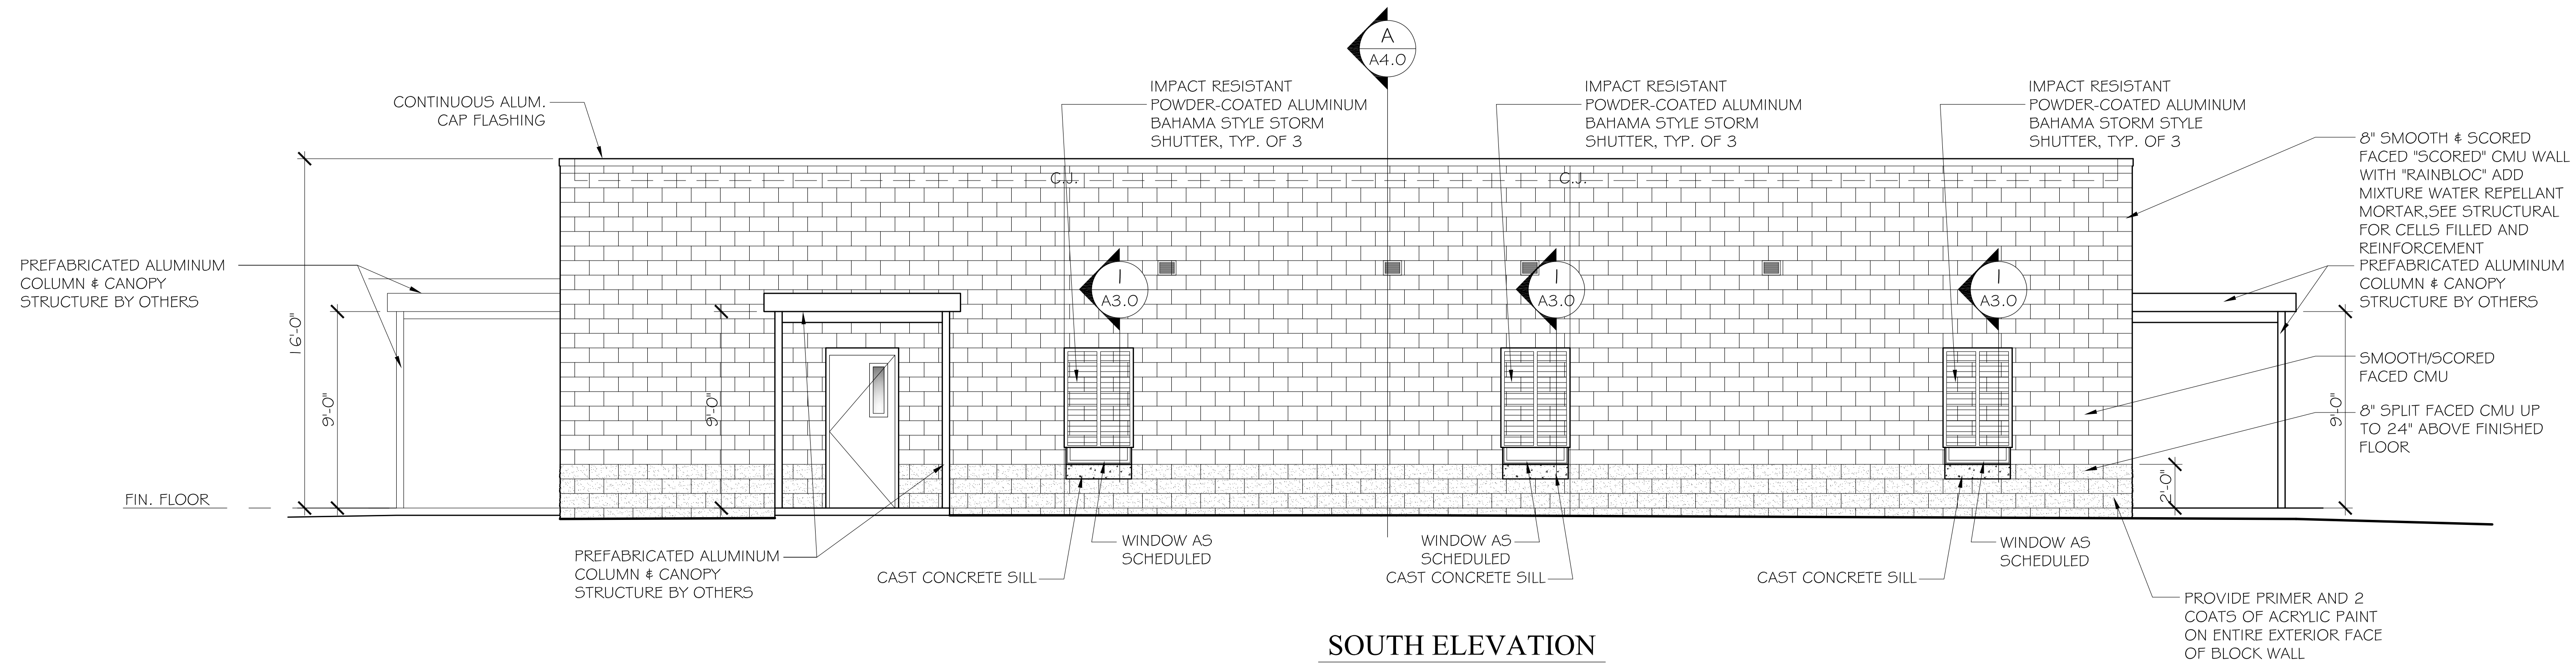 A
A4.0
IMPACT RESISTANT
POWDER-COATED ALUMINUM
BAHAMA STYLE STORM
SHUTTER, TYP. OF 3
IMPACT RESISTANT
POWDER-COATED ALUMINUM
BAHAMA STYLE STORM
SHUTTER, TYP. OF 3
IMPACT RESISTANT
POWDER-COATED ALUMINUM
BAHAMA STORM STYLE
SHUTTER, TYP. OF 3
CONTINUOUS ALUM.
CAP FLASHING
8" SMOOTH & SCORED
FACED "SCORED" CMU WALL
WITH "RAINBLOC" ADD
MIXTURE WATER REPELLANT
MORTAR,SEE STRUCTURAL
FOR CELLS FILLED AND
REINFORCEMENT
PREFABRICATED ALUMINUM
COLUMN & CANOPY
STRUCTURE BY OTHERS
C.J.
C.J.
PREFABRICATED ALUMINUM
COLUMN & CANOPY
STRUCTURE BY OTHERS
1
A3.0
1
A3.0
1
A3.0
16'-0"
9'-0"
9'-0"
9'-0"
SMOOTH/SCORED
FACED CMU
8" SPLIT FACED CMU UP
TO 24" ABOVE FINISHED
FLOOR
2'-0"
FIN. FLOOR
PREFABRICATED ALUMINUM
COLUMN & CANOPY
STRUCTURE BY OTHERS
WINDOW AS
SCHEDULED
CAST CONCRETE SILL
WINDOW AS
SCHEDULED
CAST CONCRETE SILL
WINDOW AS
SCHEDULED
CAST CONCRETE SILL
PROVIDE PRIMER AND 2
COATS OF ACRYLIC PAINT
ON ENTIRE EXTERIOR FACE
OF BLOCK WALL
SOUTH ELEVATION